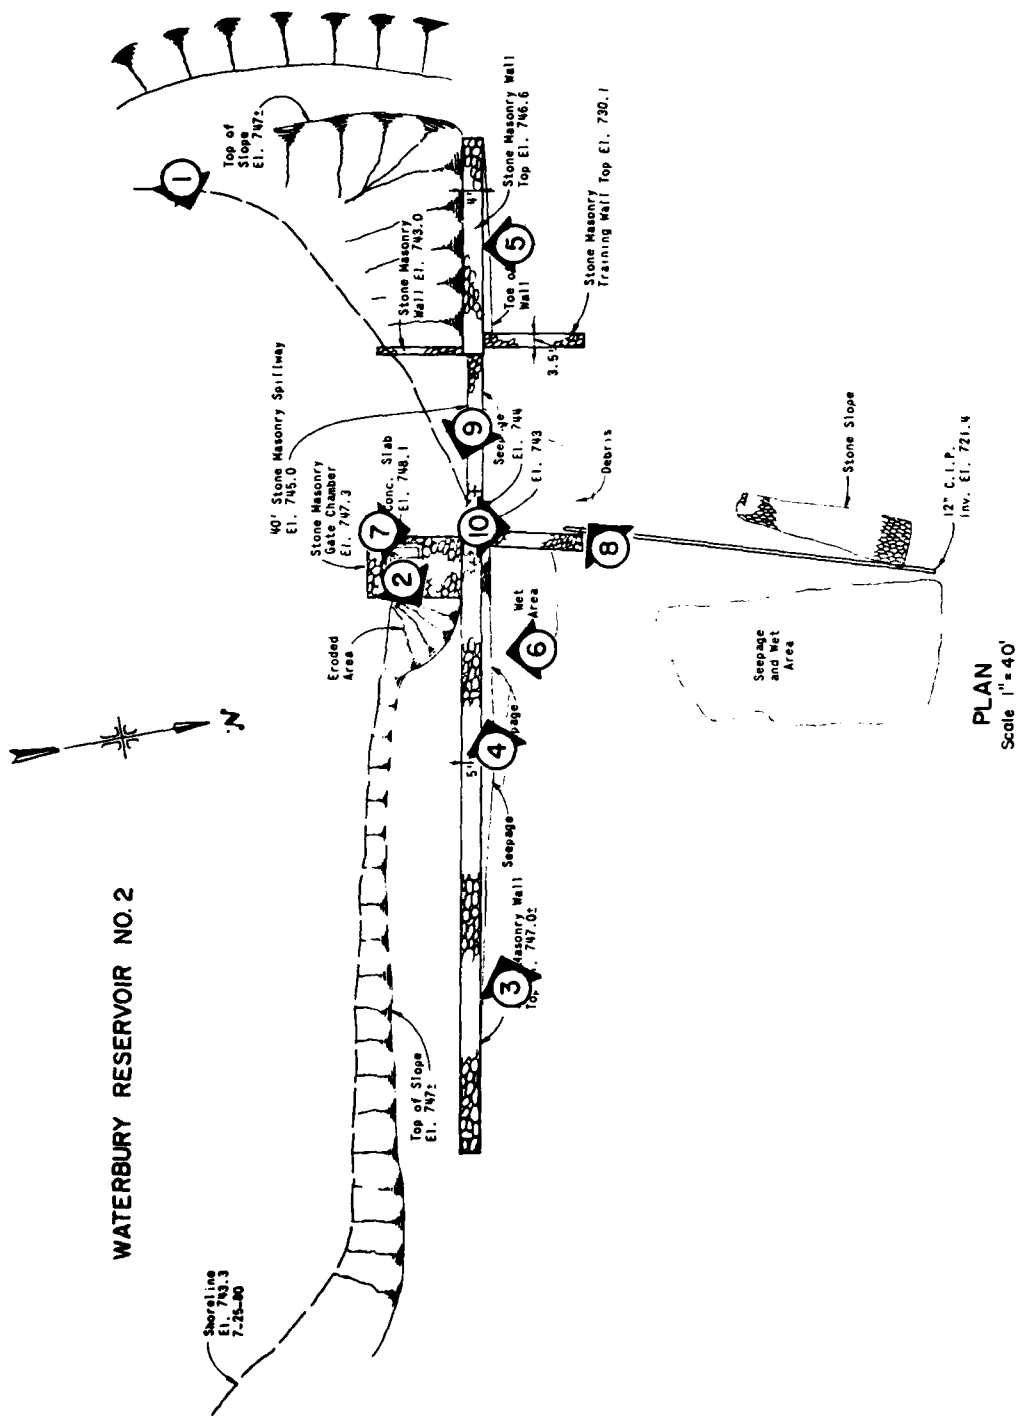 WATERBURY RESERVOIR NO. 2
Shoreline
El. 743.3
7-25-80
Top of Slope
El. 747±
Eroded
Area
Stone Masonry
Gate Chamber
El. 747.3
40' Stone Masonry Spillway
El. 745.0
Conc. Slab
El. 748.1
Stone Masonry
Wall El. 743.0
Top of
Slope
El. 747±
1
2
7
N.
5'
4'
3
4
6
10
9
5
Masonry Wall
747.0±
Seepage
Wet
Area
El. 744
El. 743
Toe
Wall
Stone Masonry Wall
Top El. 746.6
3.5'
Stone Masonry
Training Wall Top El. 730.1
8
Debris
Seepage
and Wet
Area
Stone Slope
12" C.I.P.
Inv. El. 721.4
PLAN
Scale 1"=40'